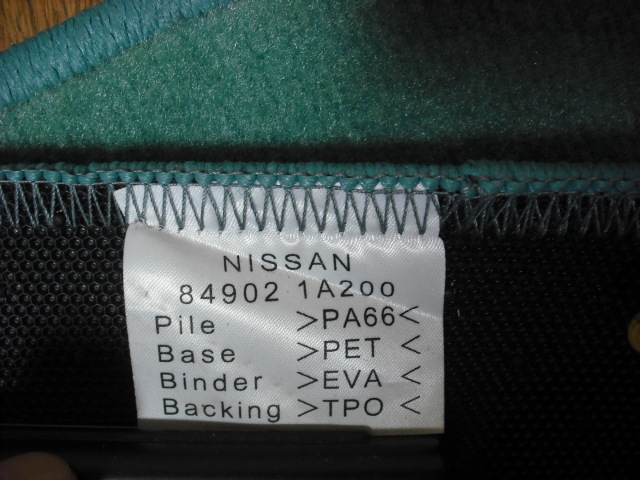 NISSAN
84902 1A200
Pile >PA66<
Base >PET <
Binder >EVA <
Backing >TPO <